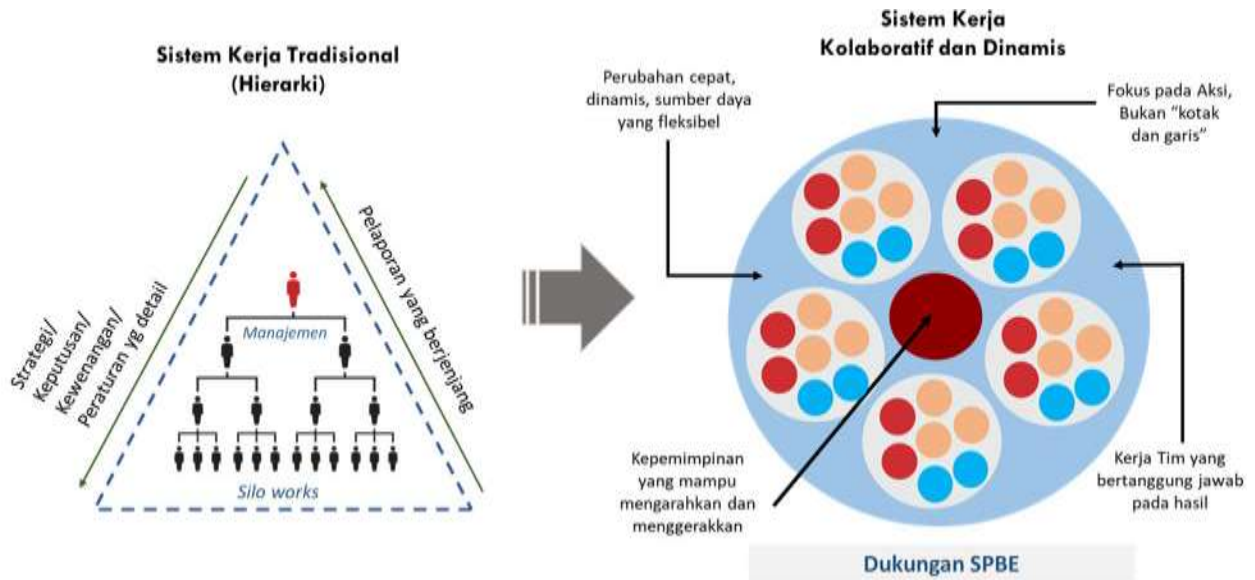 Sistem Kerja Tradisional
(Hierarki)
Strategi/
Keputusan/
Kewenangan/
Peraturan yg detail
Pelaporan yang berjenjang
Manajemen
Silo works
Sistem Kerja
Kolaboratif dan Dinamis
Perubahan cepat,
dinamis, sumber daya
yang fleksibel
Fokus pada Aksi,
Bukan “kotak
dan garis”
Kepemimpinan
yang mampu
mengarahkan dan
menggerakkan
Kerja Tim yang
bertanggung jawab
pada hasil
Dukungan SPBE